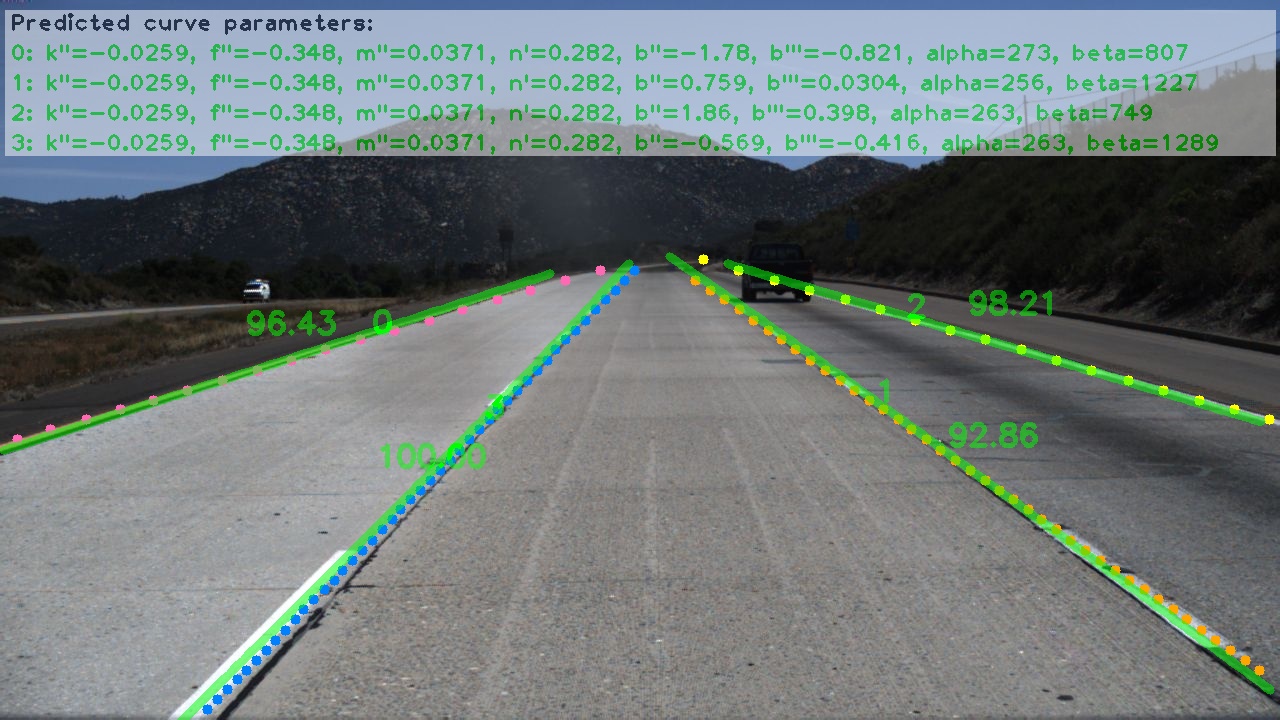 Predicted curve parameters:
0: k''=-0.0259, f''=-0.348, m''=0.0371, n'=0.282, b''=-1.78, b'''=-0.821, alpha=273, beta=807
1: k''=-0.0259, f''=-0.348, m''=0.0371, n'=0.282, b''=0.759, b'''=0.0304, alpha=256, beta=1227
2: k''=-0.0259, f''=-0.348, m''=0.0371, n'=0.282, b''=1.86, b'''=0.398, alpha=263, beta=749
3: k''=-0.0259, f''=-0.348, m''=0.0371, n'=0.282, b''=-0.569, b'''=-0.416, alpha=263, beta=1289
96.43 0
2 98.21
1
92.86
100.00